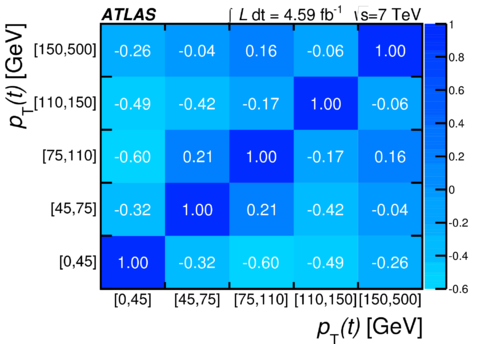 ATLAS ∫ L dt = 4.59 fb⁻¹ √s=7 TeV
p_T(t) [GeV]
[150,500] -0.26 -0.04 0.16 -0.06 1.00
[110,150] -0.49 -0.42 -0.17 1.00 -0.06
[75,110] -0.60 0.21 1.00 -0.17 0.16
[45,75] -0.32 1.00 0.21 -0.42 -0.04
[0,45] 1.00 -0.32 -0.60 -0.49 -0.26
[0,45] [45,75] [75,110] [110,150] [150,500]
p_T(t) [GeV]
1
0.8
0.6
0.4
0.2
0
-0.2
-0.4
-0.6